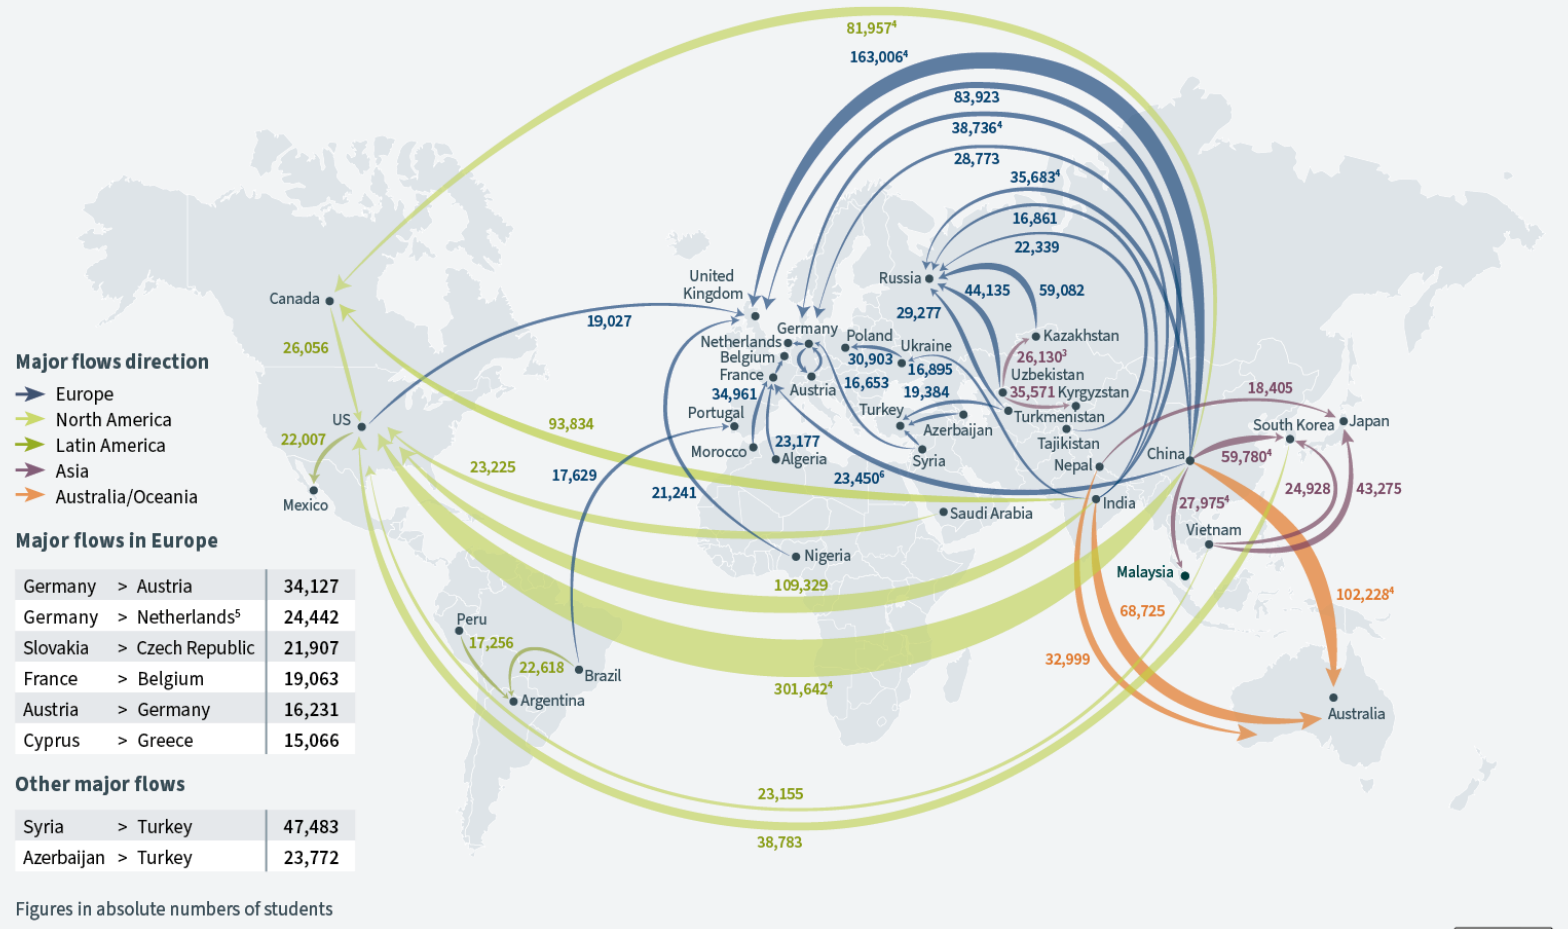 81,957⁴
163,006⁴
83,923
38,736⁴
28,773
35,683⁴
16,861
22,339
United
Kingdom
Russia
44,135
59,082
Canada
19,027
29,277
26,056
Netherlands
Germany
Poland
Ukraine
Kazakhstan
Belgium
30,903
16,895
26,130³
France
Uzbekistan
34,961
Austria
16,653
19,384
35,571
Kyrgyzstan
18,405
Portugal
Turkey
Turkmenistan
US
93,834
Azerbaijan
Tajikistan
South Korea
Japan
22,007
Morocco
23,177
Algeria
Syria
Nepal
China
59,780⁴
23,225
17,629
21,241
23,450⁶
24,928
43,275
Mexico
India
27,975⁴
Saudi Arabia
Vietnam
Nigeria
Malaysia
109,329
102,228⁴
68,725
Peru
17,256
22,618
Brazil
32,999
301,642⁴
Argentina
Australia
23,155
38,783
Major flows direction
Europe
North America
Latin America
Asia
Australia/Oceania
Major flows in Europe
Germany > Austria 34,127
Germany > Netherlands⁵ 24,442
Slovakia > Czech Republic 21,907
France > Belgium 19,063
Austria > Germany 16,231
Cyprus > Greece 15,066
Other major flows
Syria > Turkey 47,483
Azerbaijan > Turkey 23,772
Figures in absolute numbers of students